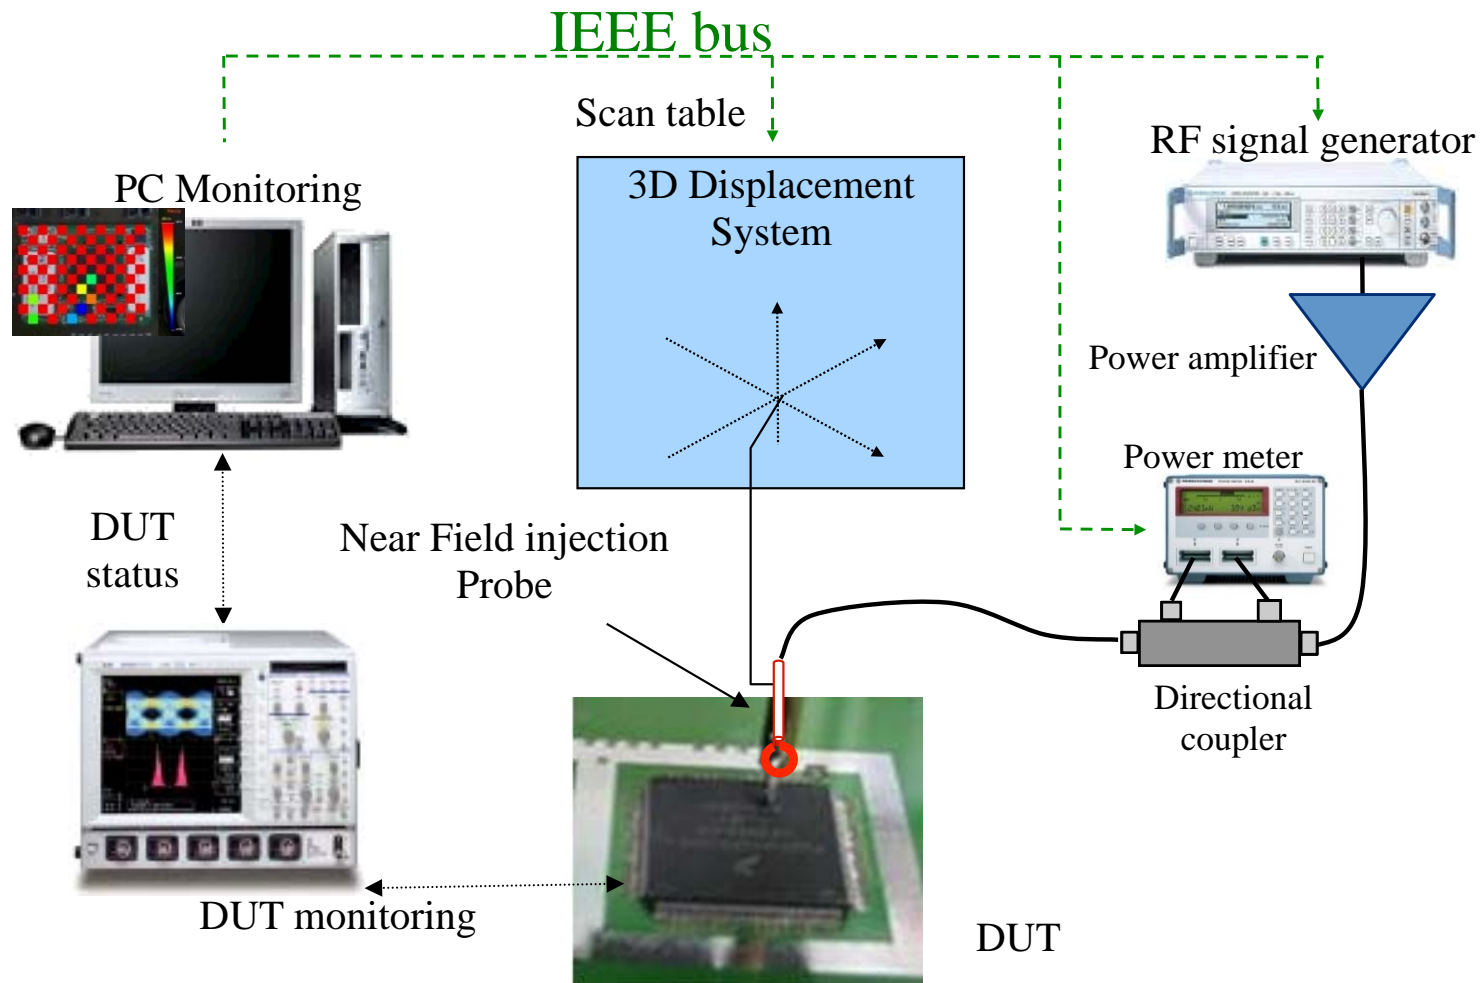 IEEE bus
Scan table
RF signal generator
PC Monitoring
3D Displacement
System
Power amplifier
Power meter
DUT
status
Near Field injection
Probe
Directional
coupler
DUT monitoring
DUT